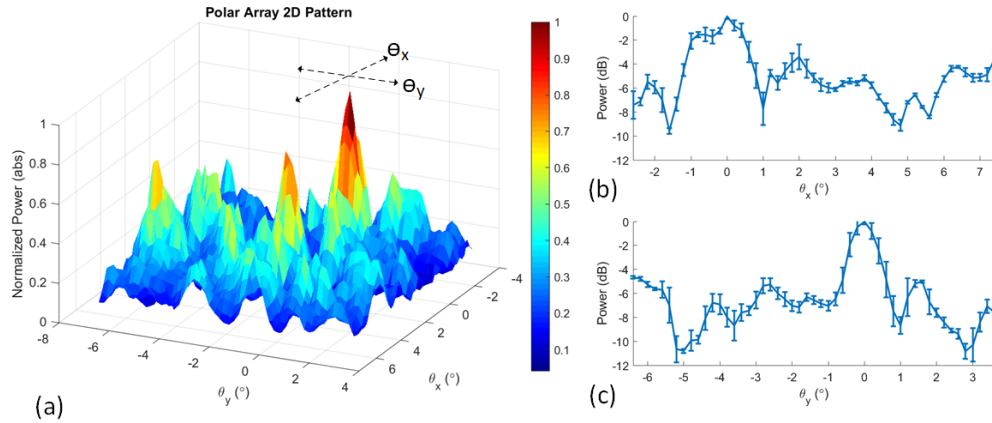 Polar Array 2D Pattern
ϴx
ϴy
Normalized Power (abs)
1
0.8
0.6
0.4
0.2
0
-8
-6
-4
-2
0
2
4
θy (°)
6
4
2
0
-2
-4
θx (°)
1
0.9
0.8
0.7
0.6
0.5
0.4
0.3
0.2
0.1
(a)
Power (dB)
0
-2
-4
-6
-8
-10
-12
-2 -1 0 1 2 3 4 5 6 7
θx (°)
(b)
Power (dB)
0
-2
-4
-6
-8
-10
-12
-6 -5 -4 -3 -2 -1 0 1 2 3
θy (°)
(c)